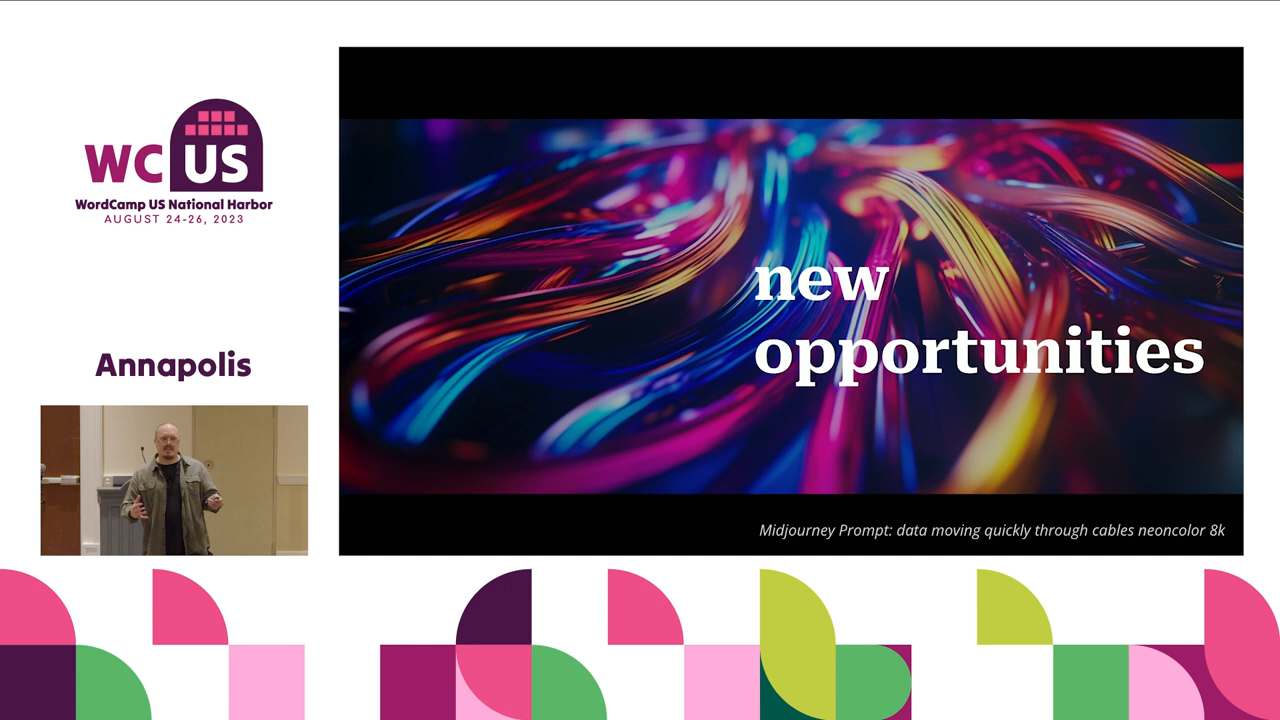 WC US
WordCamp US National Harbor
AUGUST 24-26, 2023
Annapolis
new
opportunities
Midjourney Prompt: data moving quickly through cables neoncolor 8k